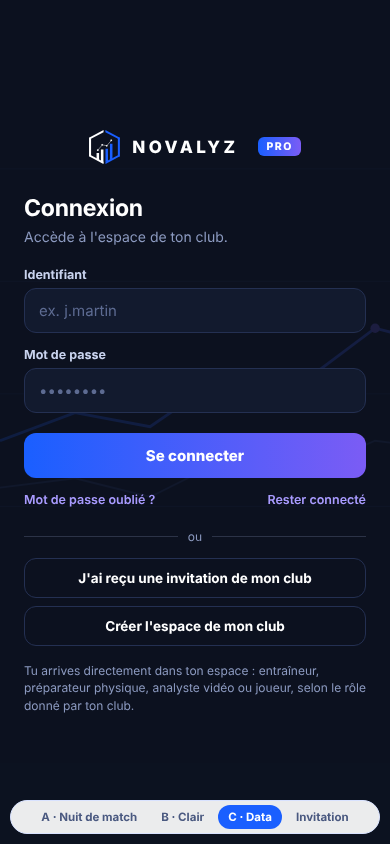 NOVALYZ PRO
Connexion
Accède à l'espace de ton club.
Identifiant
ex. j.martin
Mot de passe
••••••••
Se connecter
Mot de passe oublié ? Rester connecté
ou
J'ai reçu une invitation de mon club
Créer l'espace de mon club
Tu arrives directement dans ton espace : entraîneur,
préparateur physique, analyste vidéo ou joueur, selon le rôle
donné par ton club.
A · Nuit de match B · Clair C · Data Invitation